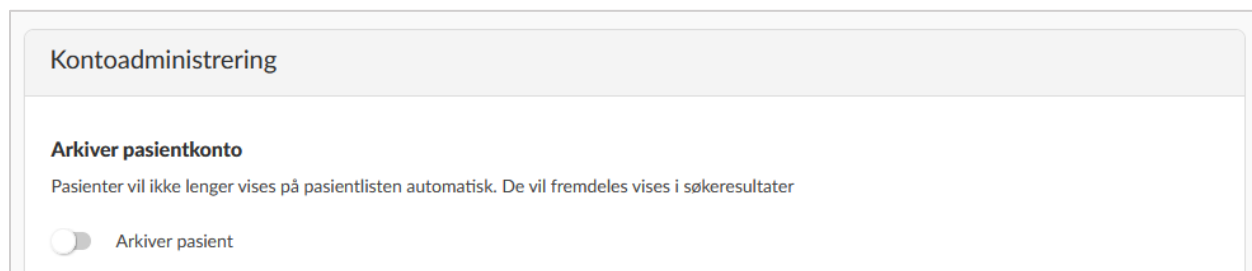 Kontoadministrering
Arkiver pasientkonto
Pasienter vil ikke lenger vises på pasientlisten automatisk. De vil fremdeles vises i søkeresultater
Arkiver pasient